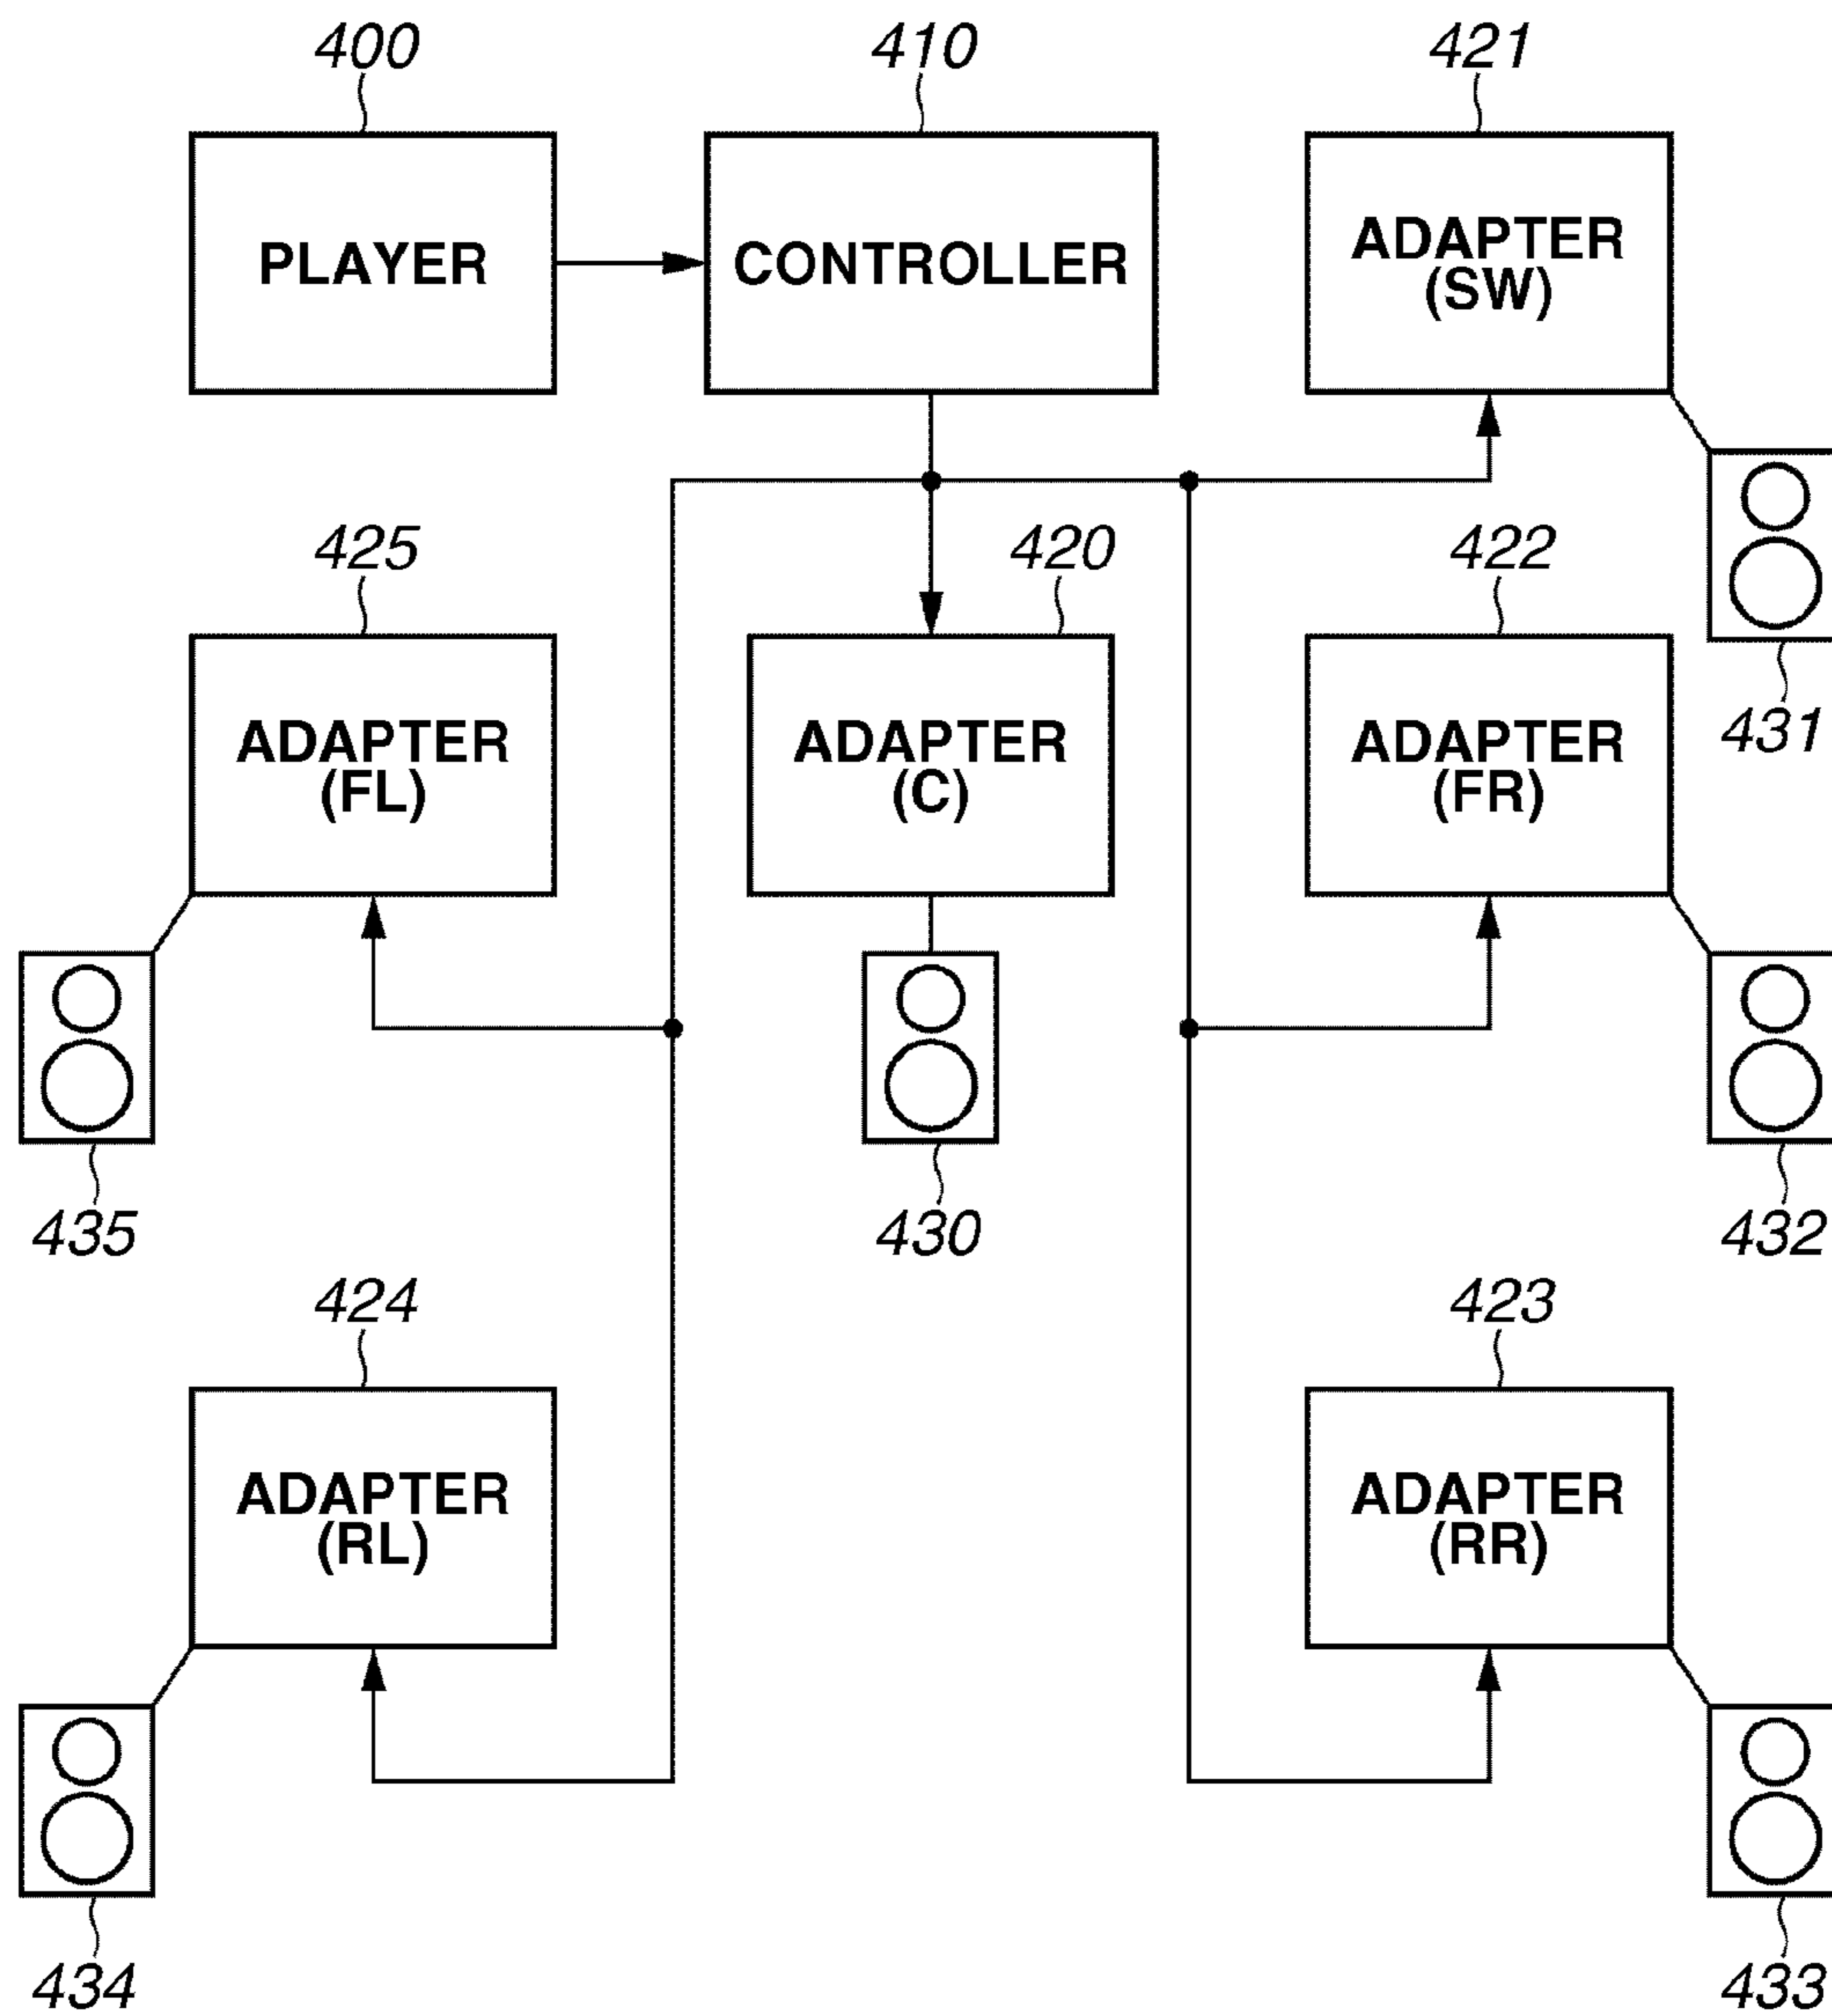 400
410
421
PLAYER
CONTROLLER
ADAPTER
(SW)
425
420
422
431
ADAPTER
(FL)
ADAPTER
(C)
ADAPTER
(FR)
435
430
432
424
423
ADAPTER
(RL)
ADAPTER
(RR)
434
433